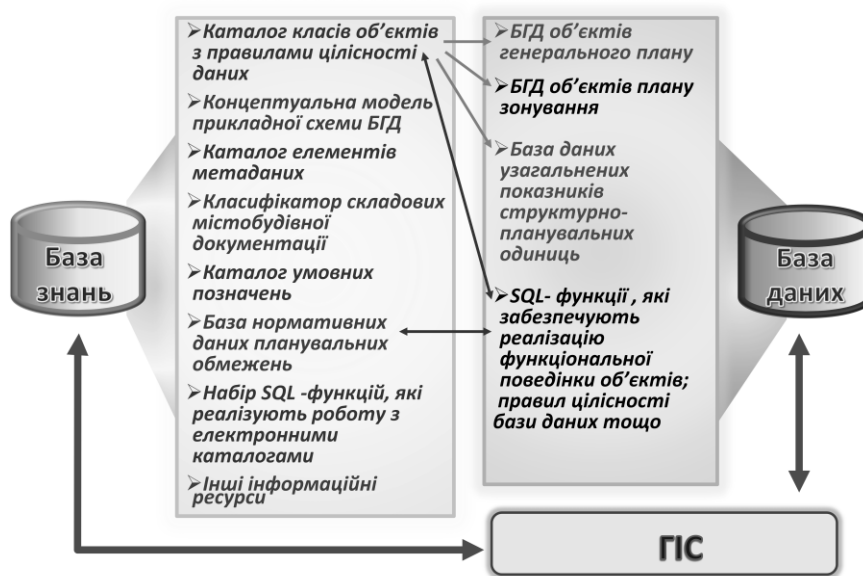 База
знань
➢Каталог класів об’єктів
з правилами цілісності
даних
➢Концептуальна модель
прикладної схеми БГД
➢Каталог елементів
метаданих
➢Класифікатор складових
містобудівної
документації
➢Каталог умовних
позначень
➢База нормативних
даних планувальних
обмежень
➢Набір SQL -функцій, які
реалізують роботу з
електронними
каталогами
➢Інші інформаційні
ресурси
➢БГД об’єктів
генерального плану
➢БГД об’єктів плану
зонування
➢База даних
узагальнених
показників
структурно-
планувальних
одиниць
➢SQL- функції , які
забезпечують
реалізацію
функціональної
поведінки об’єктів;
правил цілісності
бази даних тощо
База
даних
ГІС